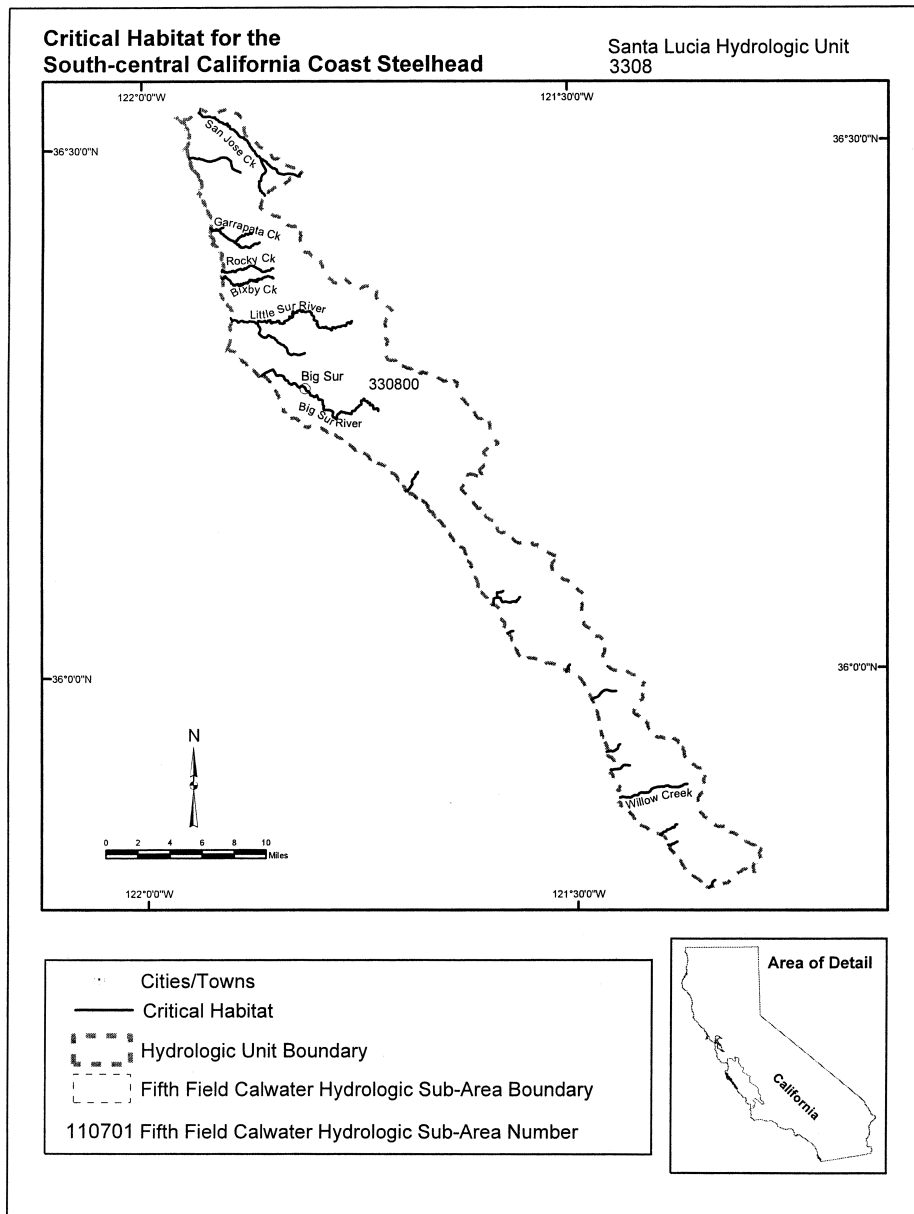 Critical Habitat for the
South-central California Coast Steelhead
Santa Lucia Hydrologic Unit
3308
122°0'0"W
121°30'0"W
36°30'0"N
36°30'0"N
San Jose Ck
Garrapata Ck
Rocky Ck
Bixby Ck
Little Sur River
Big Sur
330800
Big Sur River
36°0'0"N
36°0'0"N
N
Willow Creek
0 2 4 6 8 10
Miles
122°0'0"W
121°30'0"W
Cities/Towns
Critical Habitat
Hydrologic Unit Boundary
Fifth Field Calwater Hydrologic Sub-Area Boundary
110701 Fifth Field Calwater Hydrologic Sub-Area Number
Area of Detail
California